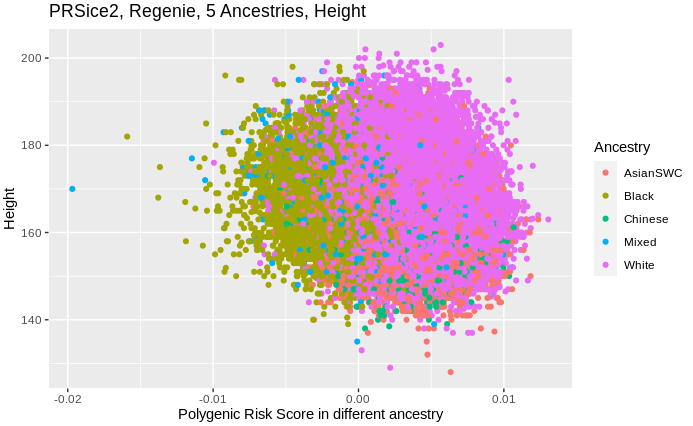 PRSice2, Regenie, 5 Ancestries, Height
200
180
160
140
Height
-0.02
-0.01
0.00
0.01
Polygenic Risk Score in different ancestry
Ancestry
AsianSWC
Black
Chinese
Mixed
White